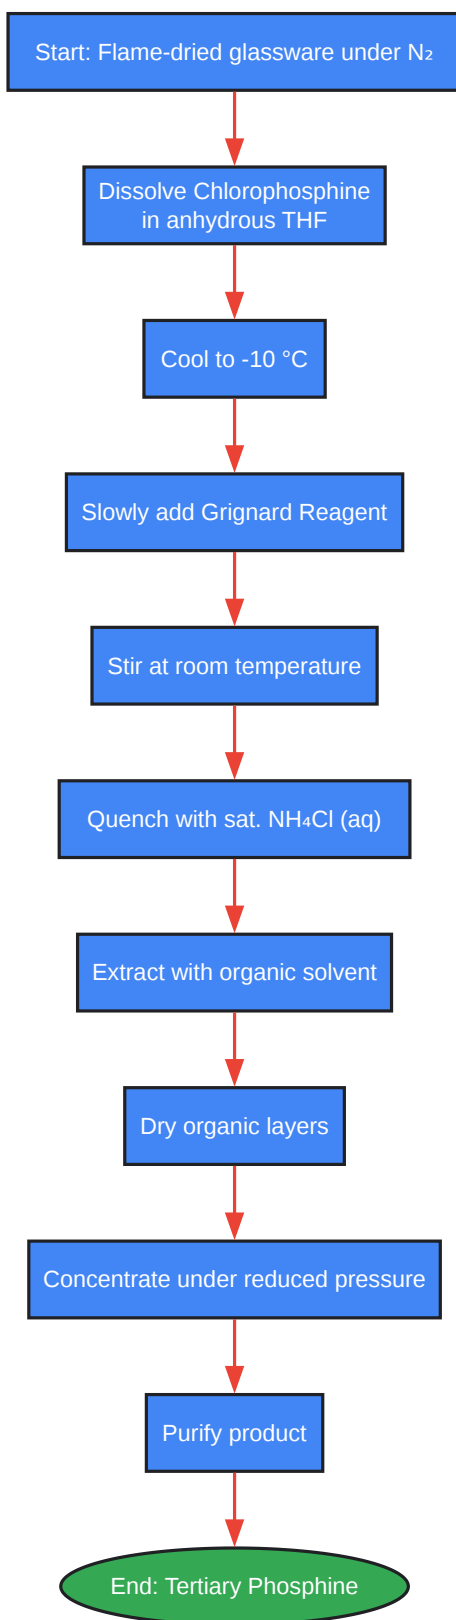 Start: Flame-dried glassware under N₂
Dissolve Chlorophosphine
in anhydrous THF
Cool to -10 °C
Slowly add Grignard Reagent
Stir at room temperature
Quench with sat. NH₄Cl (aq)
Extract with organic solvent
Dry organic layers
Concentrate under reduced pressure
Purify product
End: Tertiary Phosphine